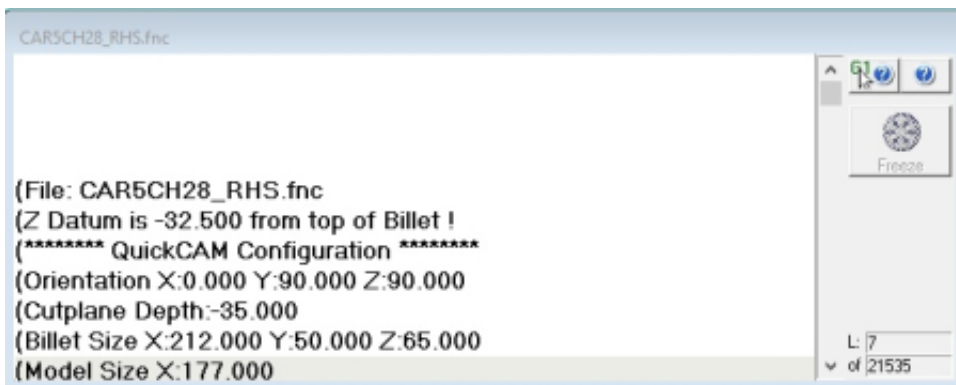 CAR5CH28_RHS.fnc
G1
Freeze
(File: CAR5CH28_RHS.fnc
(Z Datum is -32.500 from top of Billet !
(******** QuickCAM Configuration ********
(Orientation X:0.000 Y:90.000 Z:90.000
(Cutplane Depth:-35.000
(Billet Size X:212.000 Y:50.000 Z:65.000
(Model Size X:177.000
L: 7
of 21535